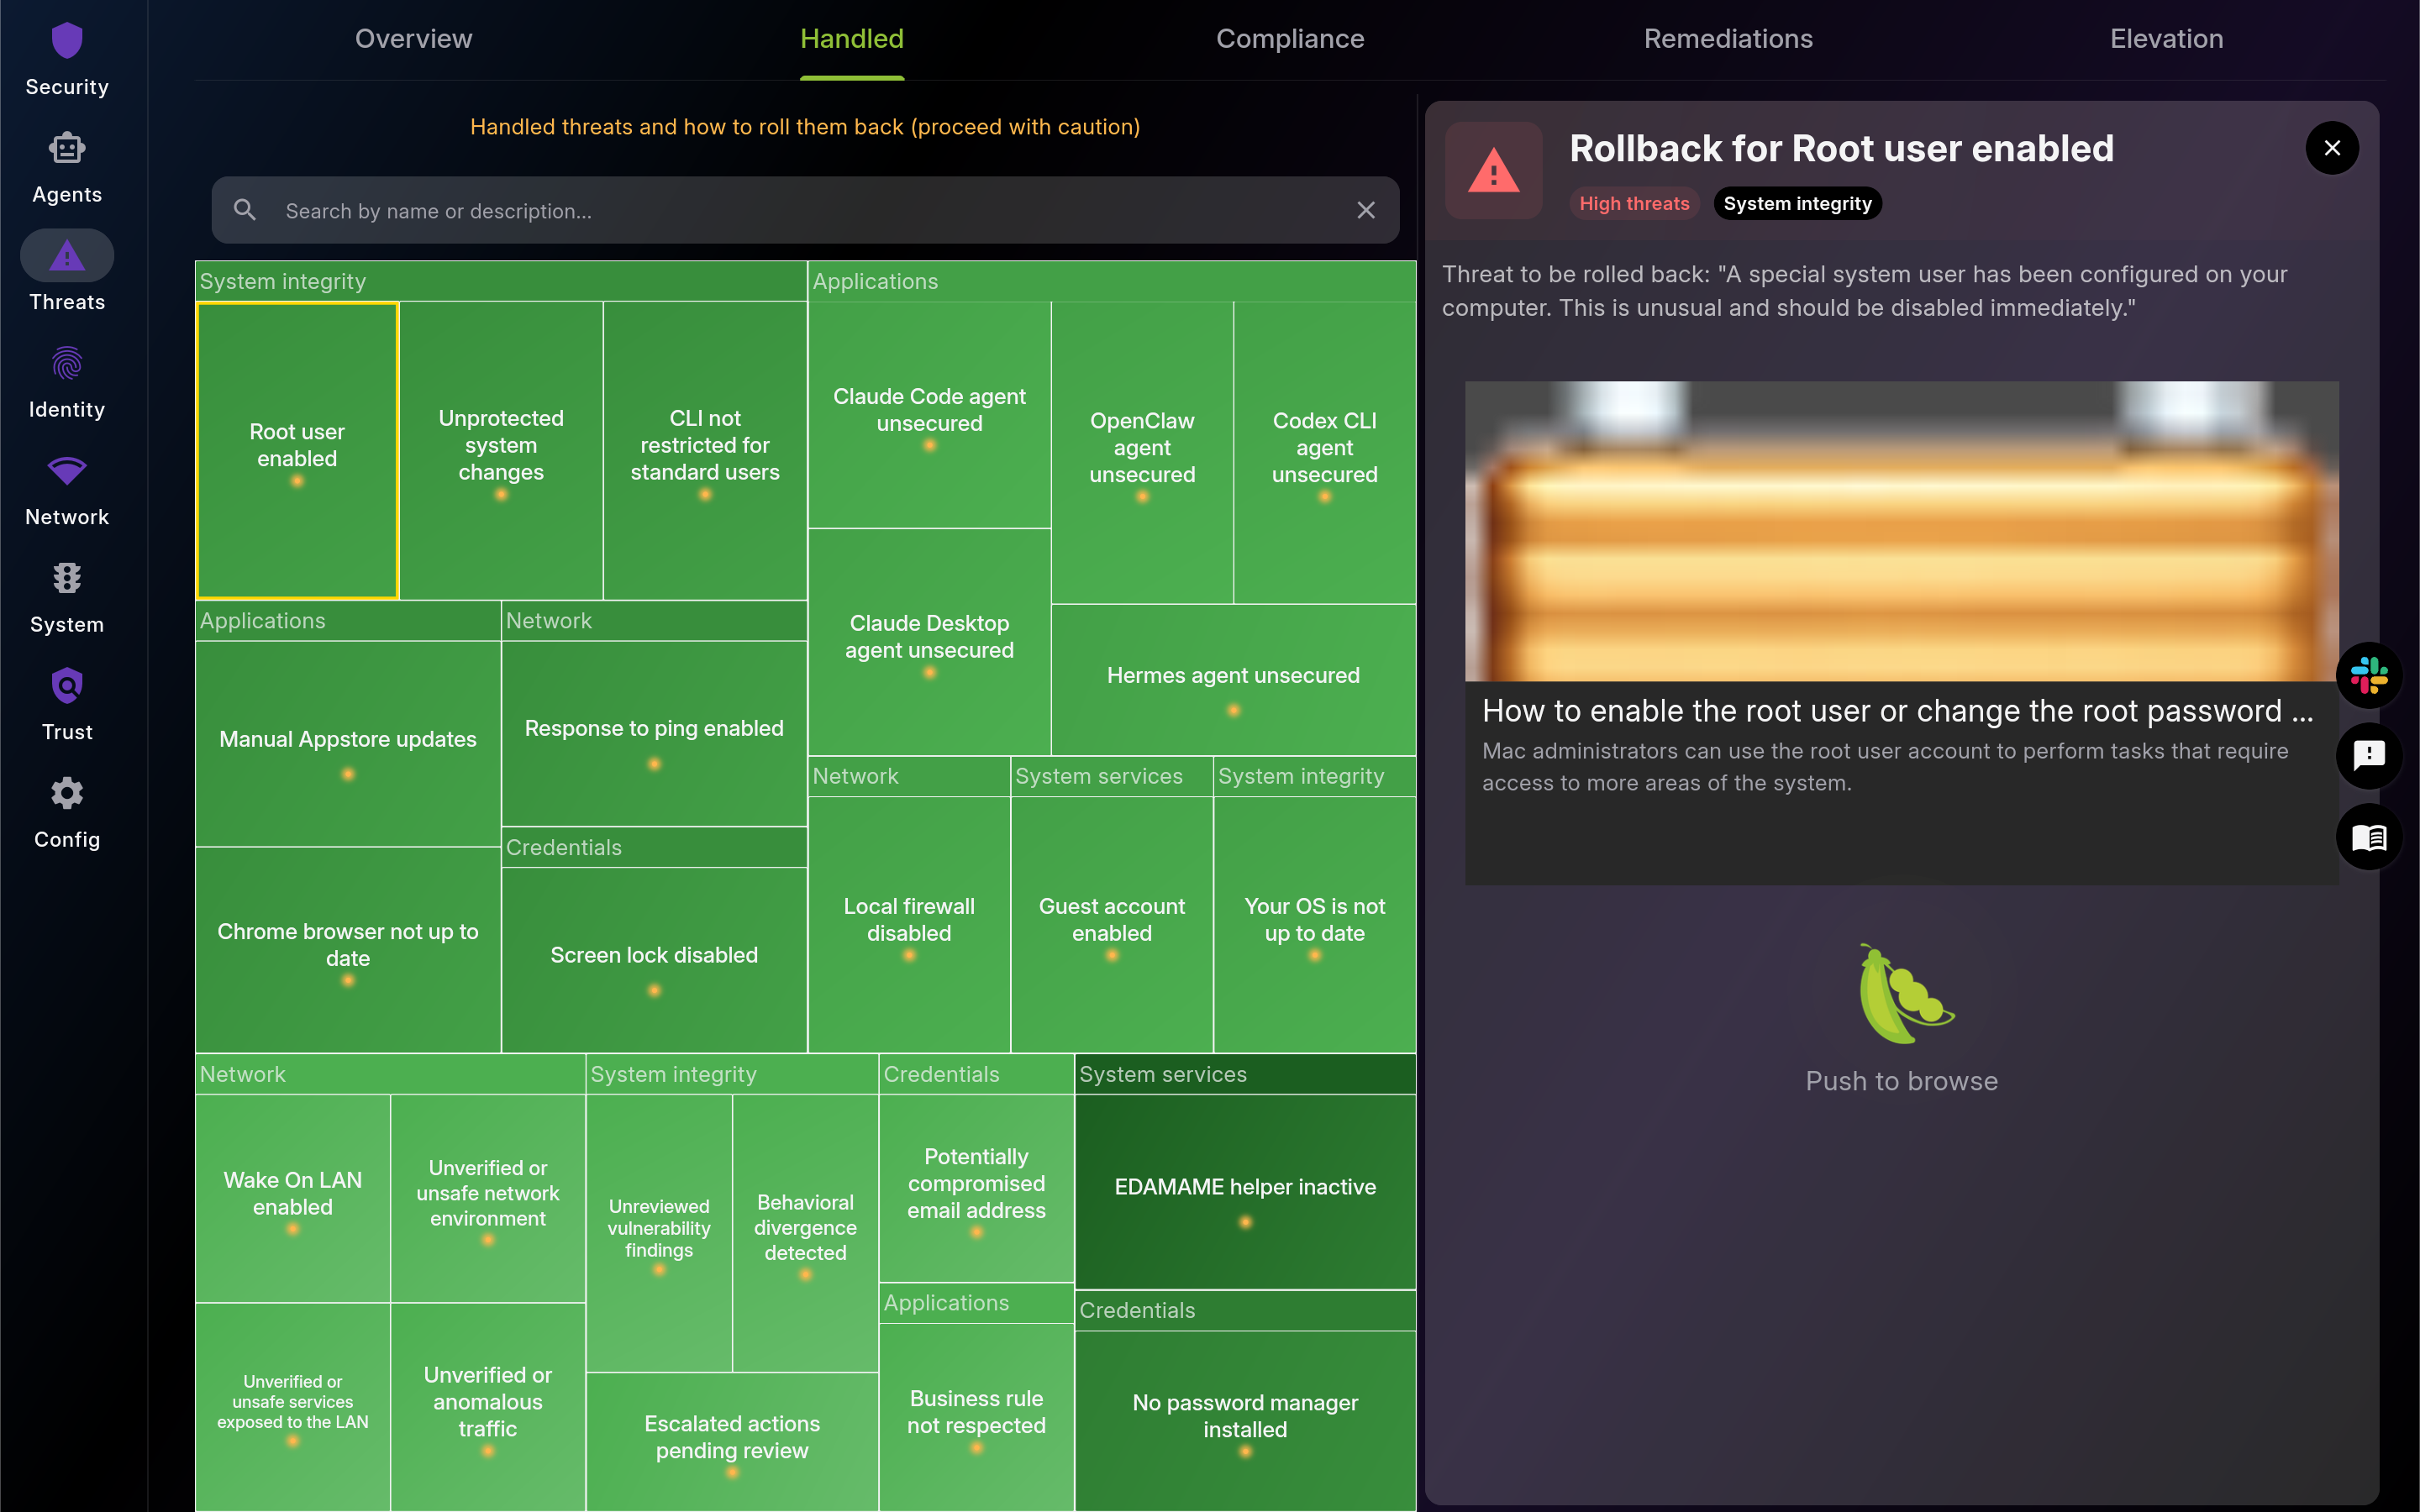 Security
Agents
Threats
Identity
Network
System
Trust
Config
Overview
Handled
Compliance
Remediations
Elevation
Handled threats and how to roll them back (proceed with caution)
Search by name or description...
System integrity
Root user
enabled
Unprotected
system
changes
CLI not
restricted for
standard users
Applications
Claude Code agent
unsecured
OpenClaw
agent
unsecured
Codex CLI
agent
unsecured
Claude Desktop
agent unsecured
Hermes agent unsecured
Applications
Manual Appstore updates
Chrome browser not up to
date
Network
Response to ping enabled
Credentials
Screen lock disabled
Network
Local firewall
disabled
System services
Guest account
enabled
System integrity
Your OS is not
up to date
Network
Wake On LAN
enabled
Unverified or
unsafe network
environment
Unverified or
unsafe services
exposed to the LAN
Unverified or
anomalous
traffic
System integrity
Unreviewed
vulnerability
findings
Behavioral
divergence
detected
Escalated actions
pending review
Credentials
Potentially
compromised
email address
Applications
Business rule
not respected
System services
EDAMAME helper inactive
Credentials
No password manager
installed
Rollback for Root user enabled
High threats
System integrity
Threat to be rolled back: "A special system user has been configured on your
computer. This is unusual and should be disabled immediately."
How to enable the root user or change the root password ...
Mac administrators can use the root user account to perform tasks that require
access to more areas of the system.
Push to browse